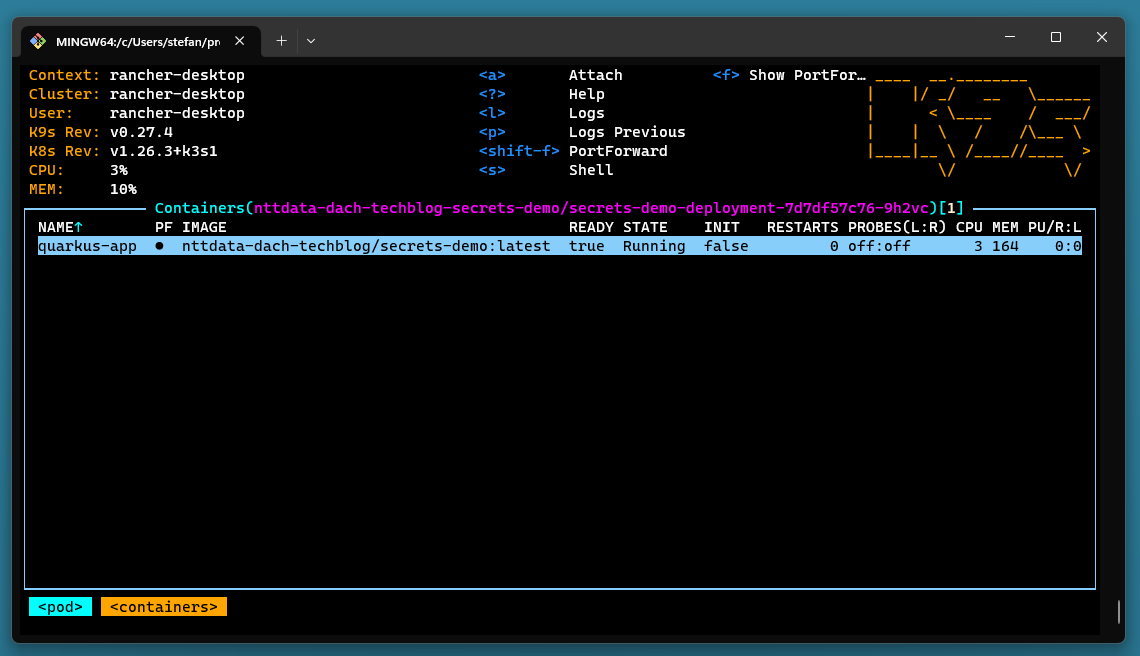 MINGW64:/c/Users/stefan/pr
Context: rancher-desktop <a> Attach <f> Show PortFor…
Cluster: rancher-desktop <?> Help
User: rancher-desktop <l> Logs
K9s Rev: v0.27.4 <p> Logs Previous
K8s Rev: v1.26.3+k3s1 <shift-f> PortForward
CPU: 3% <s> Shell
MEM: 10%
Containers(nttdata-dach-techblog-secrets-demo/secrets-demo-deployment-7d7df57c76-9h2vc)[1]
NAME↑ PF IMAGE READY STATE INIT RESTARTS PROBES(L:R) CPU MEM PU/R:L
quarkus-app ● nttdata-dach-techblog/secrets-demo:latest true Running false 0 off:off 3 164 0:0
<pod> <containers>